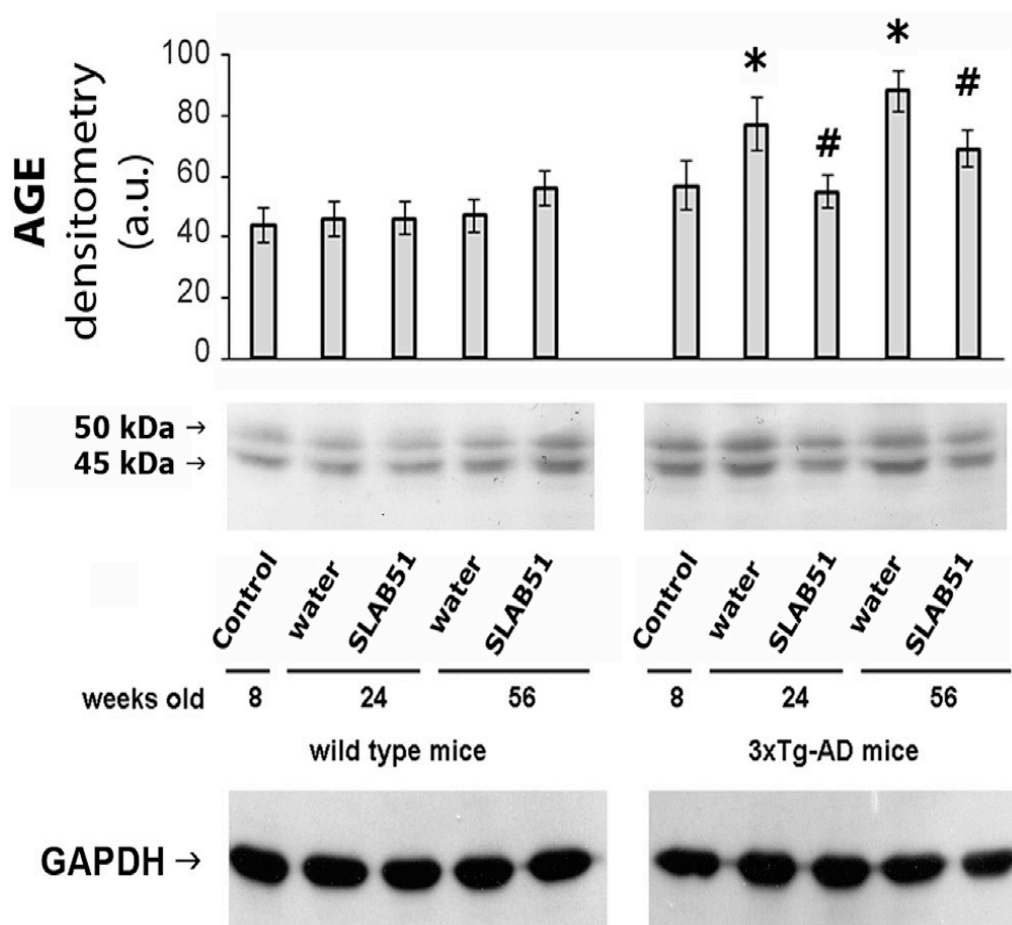 AGE
densitometry
(a.u.)
100
80
60
40
20
0
*
#
*
#
50 kDa →
45 kDa →
Control water SLAB51 water SLAB51 Control water SLAB51 water SLAB51
weeks old 8 24 56 8 24 56
wild type mice 3xTg-AD mice
GAPDH →